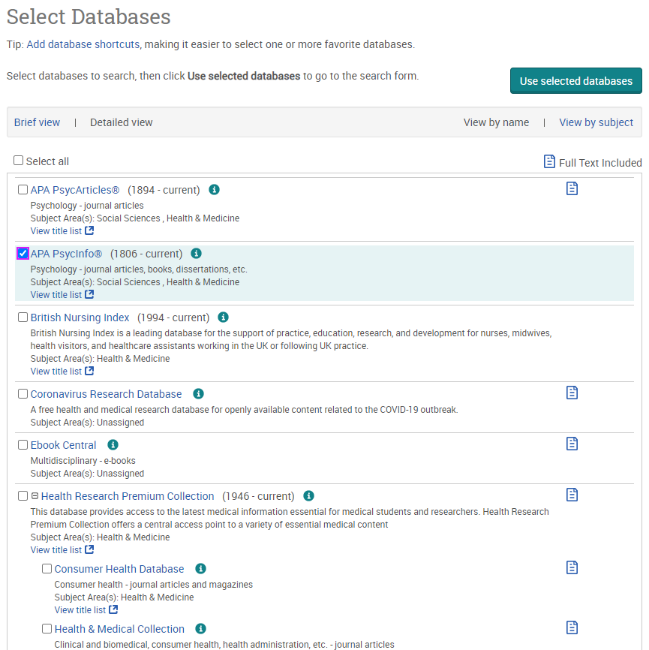 Select Databases
Tip: Add database shortcuts, making it easier to select one or more favorite databases.
Select databases to search, then click Use selected databases to go to the search form.
Use selected databases
Brief view | Detailed view
View by name | View by subject
Select all
Full Text Included
APA PsycArticles® (1894 - current)
Psychology - journal articles
Subject Area(s): Social Sciences , Health & Medicine
View title list
APA PsycInfo® (1806 - current)
Psychology - journal articles, books, dissertations, etc.
Subject Area(s): Social Sciences , Health & Medicine
View title list
British Nursing Index (1994 - current)
British Nursing Index is a leading database for the support of practice, education, research, and development for nurses, midwives,
health visitors, and healthcare assistants working in the UK or following UK practice.
Subject Area(s): Health & Medicine
View title list
Coronavirus Research Database
A free health and medical research database for openly available content related to the COVID-19 outbreak.
Subject Area(s): Unassigned
Ebook Central
Multidisciplinary - e-books
Subject Area(s): Unassigned
Health Research Premium Collection (1946 - current)
This database provides access to the latest medical information essential for medical students and researchers. Health Research
Premium Collection offers a central access point to a variety of essential medical content
Subject Area(s): Health & Medicine
View title list
Consumer Health Database
Consumer health - journal articles and magazines
Subject Area(s): Health & Medicine
View title list
Health & Medical Collection
Clinical and biomedical, consumer health, health administration, etc. - journal articles